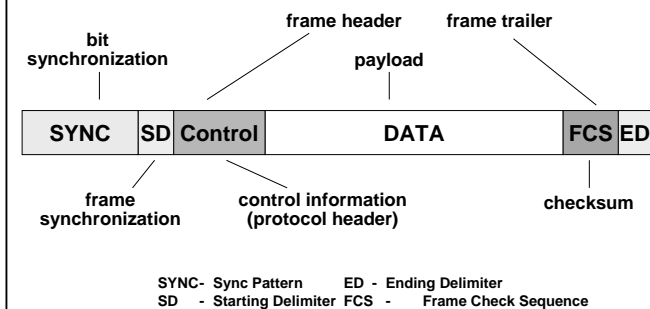 frame header
frame trailer
bit
synchronization
payload
SYNC
SD
Control
DATA
FCS
ED
frame
synchronization
control information
(protocol header)
checksum
SYNC- Sync Pattern ED - Ending Delimiter
SD - Starting Delimiter FCS - Frame Check Sequence